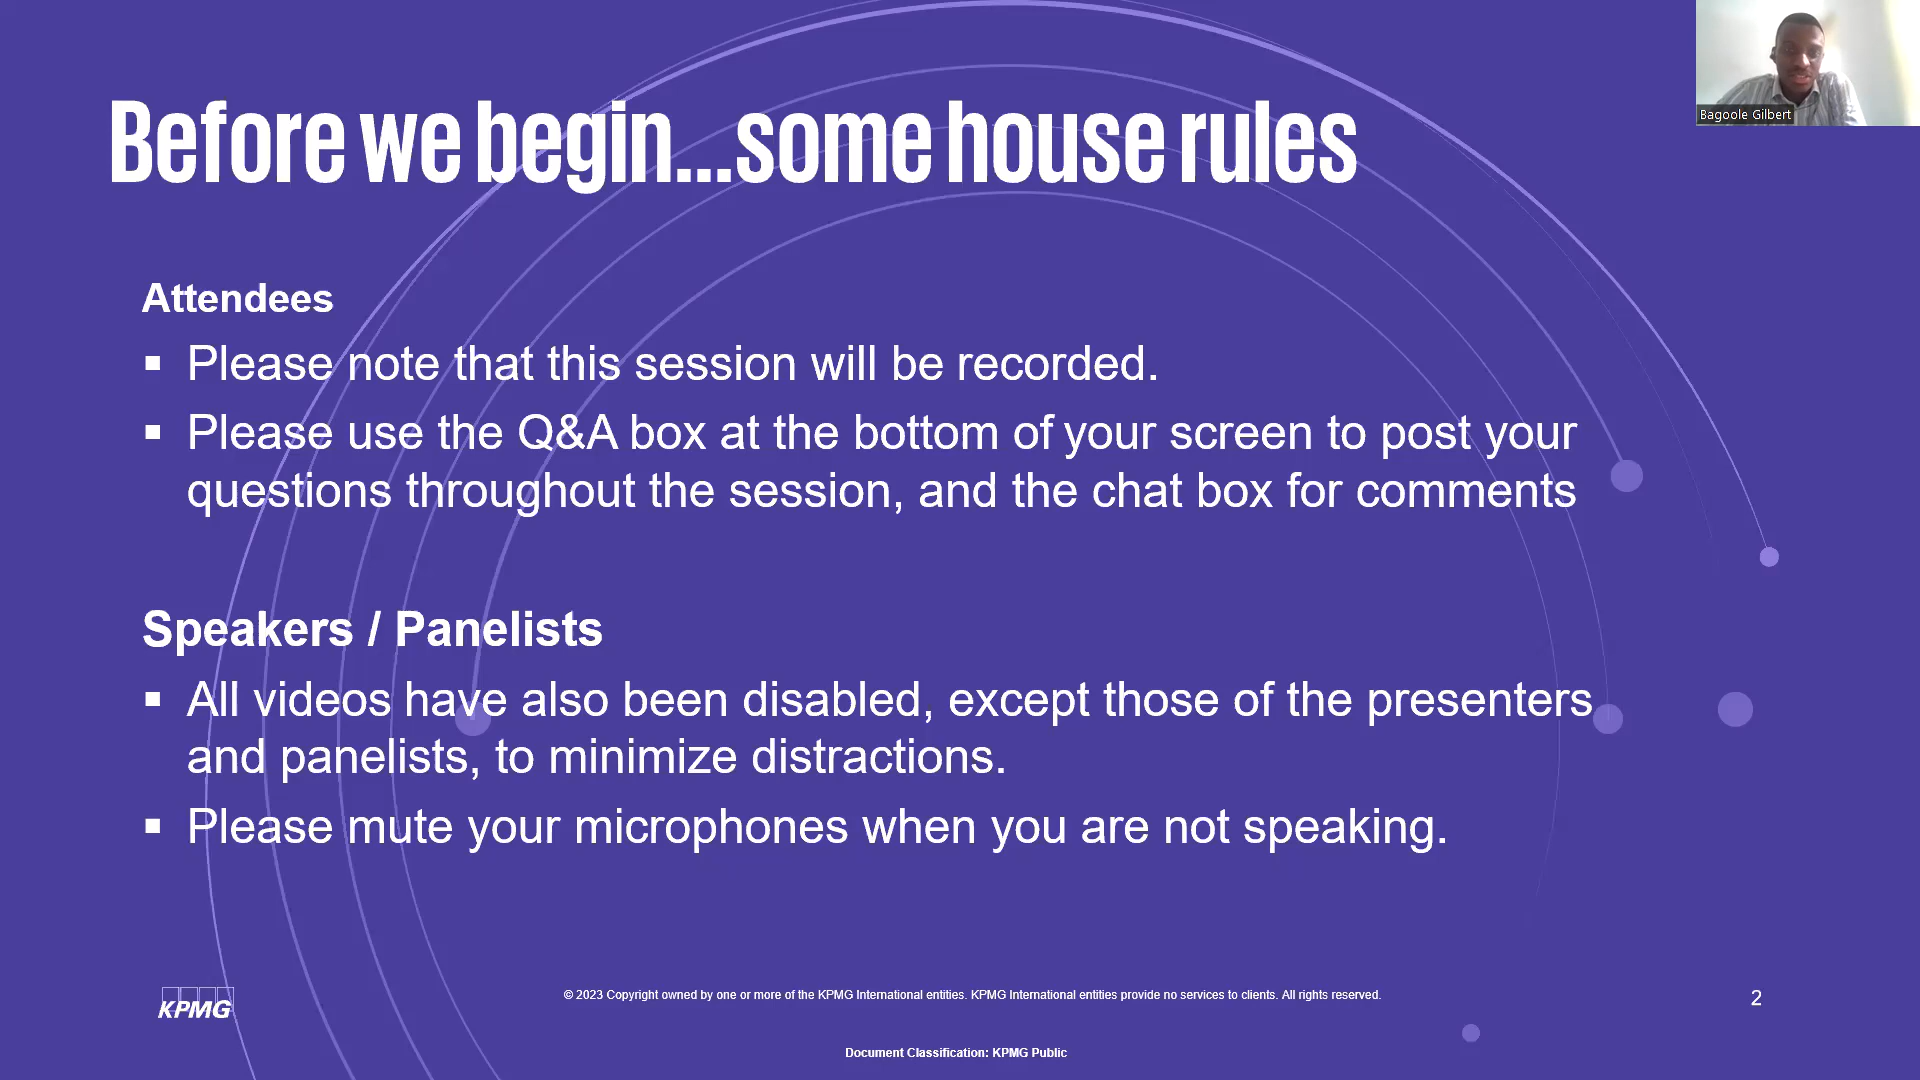 Bagoole Gilbert
Before we begin...some house rules
Attendees
▪ Please note that this session will be recorded.
▪ Please use the Q&A box at the bottom of your screen to post your
questions throughout the session, and the chat box for comments
Speakers / Panelists
▪ All videos have also been disabled, except those of the presenters
and panelists, to minimize distractions.
▪ Please mute your microphones when you are not speaking.
KPMG
© 2023 Copyright owned by one or more of the KPMG International entities. KPMG International entities provide no services to clients. All rights reserved.
2
Document Classification: KPMG Public